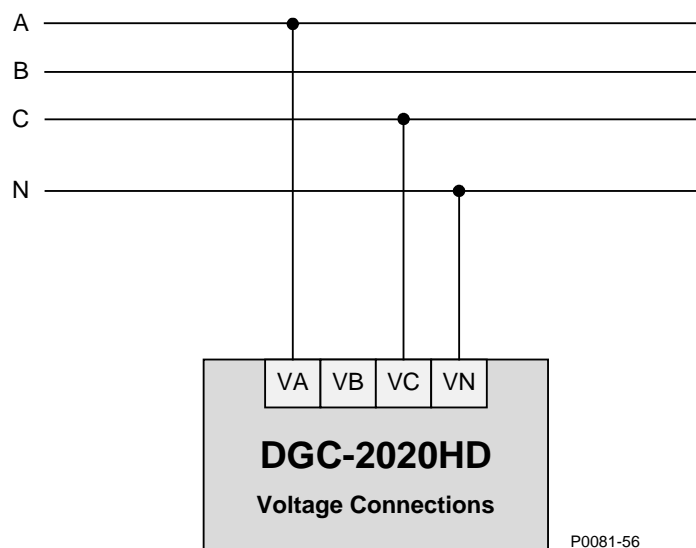 A
B
C
N
VA VB VC VN
DGC-2020HD
Voltage Connections
P0081-56